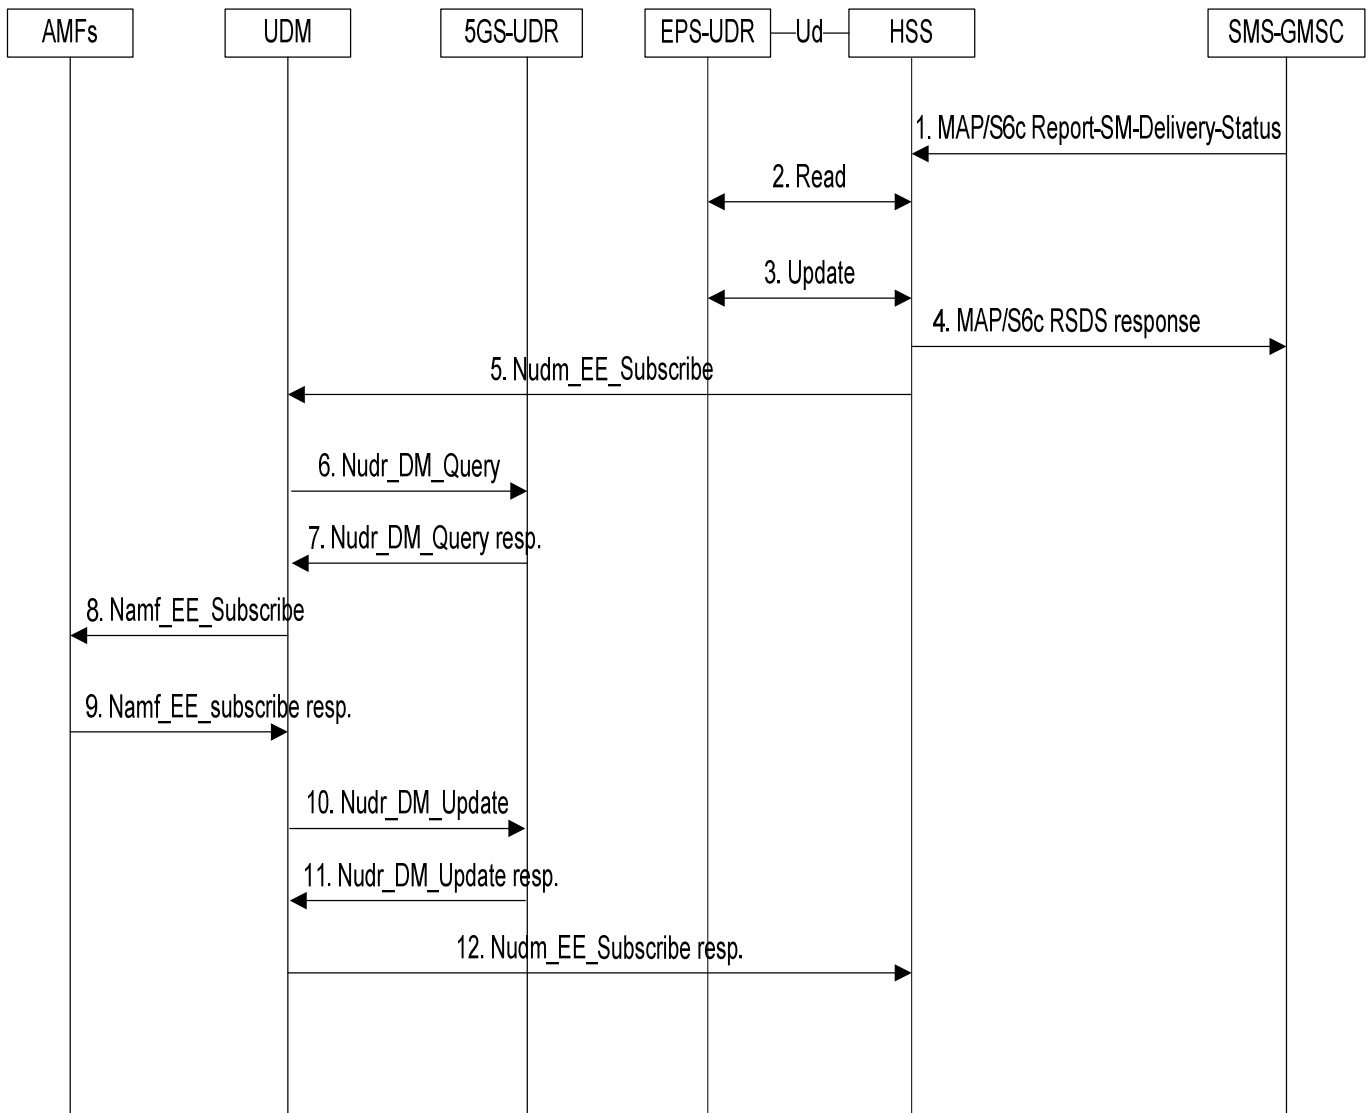 AMFs
UDM
5GS-UDR
EPS-UDR
Ud
HSS
SMS-GMSC
1. MAP/S6c Report-SM-Delivery-Status
2. Read
3. Update
4. MAP/S6c RSDS response
5. Nudm_EE_Subscribe
6. Nudr_DM_Query
7. Nudr_DM_Query resp.
8. Namf_EE_Subscribe
9. Namf_EE_subscribe resp.
10. Nudr_DM_Update
11. Nudr_DM_Update resp.
12. Nudm_EE_Subscribe resp.